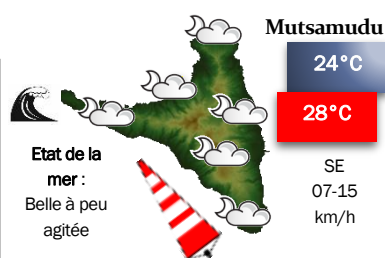 Mutsamudu
24°C
28°C
SE
07-15
km/h
Etat de la
mer :
Belle à peu
agitée